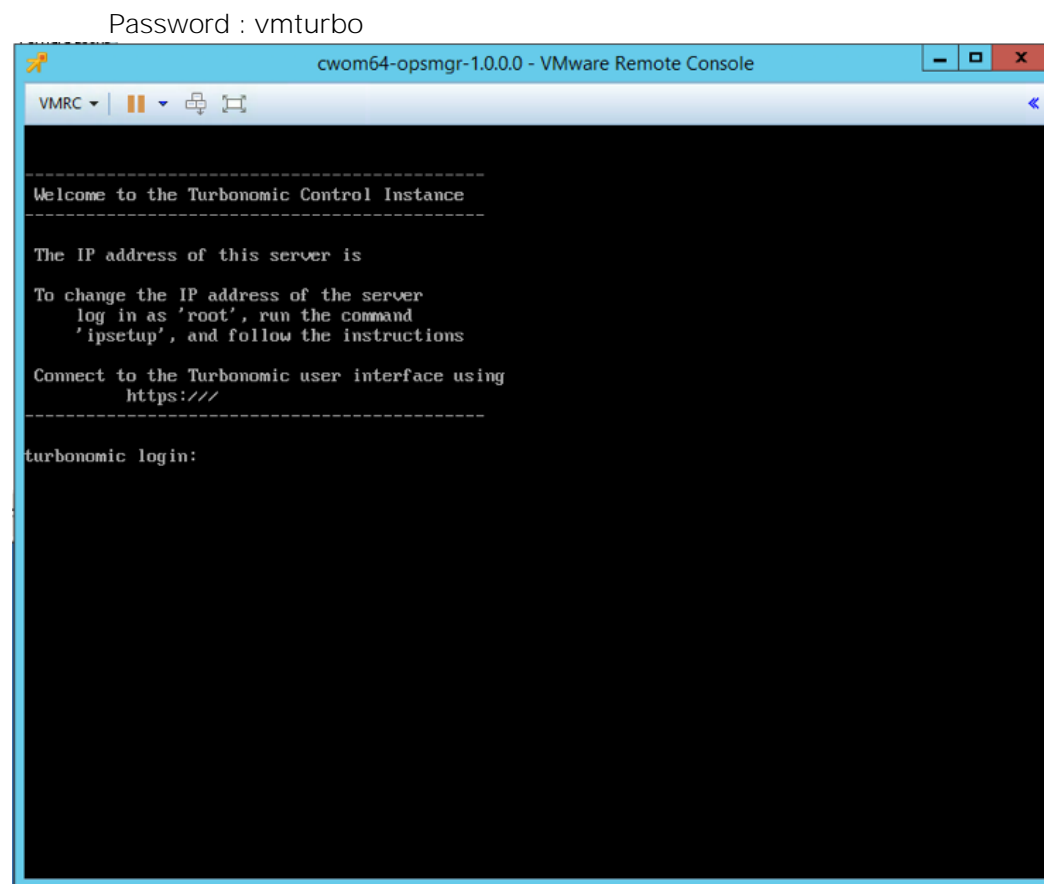 Password : vmturbo
cwom64-opsmgr-1.0.0.0 - VMware Remote Console
VMRC
--------------------------------------------
Welcome to the Turbonomic Control Instance
--------------------------------------------
The IP address of this server is
To change the IP address of the server
log in as 'root', run the command
'ipsetup', and follow the instructions
Connect to the Turbonomic user interface using
https:///
--------------------------------------------
turbonomic login: